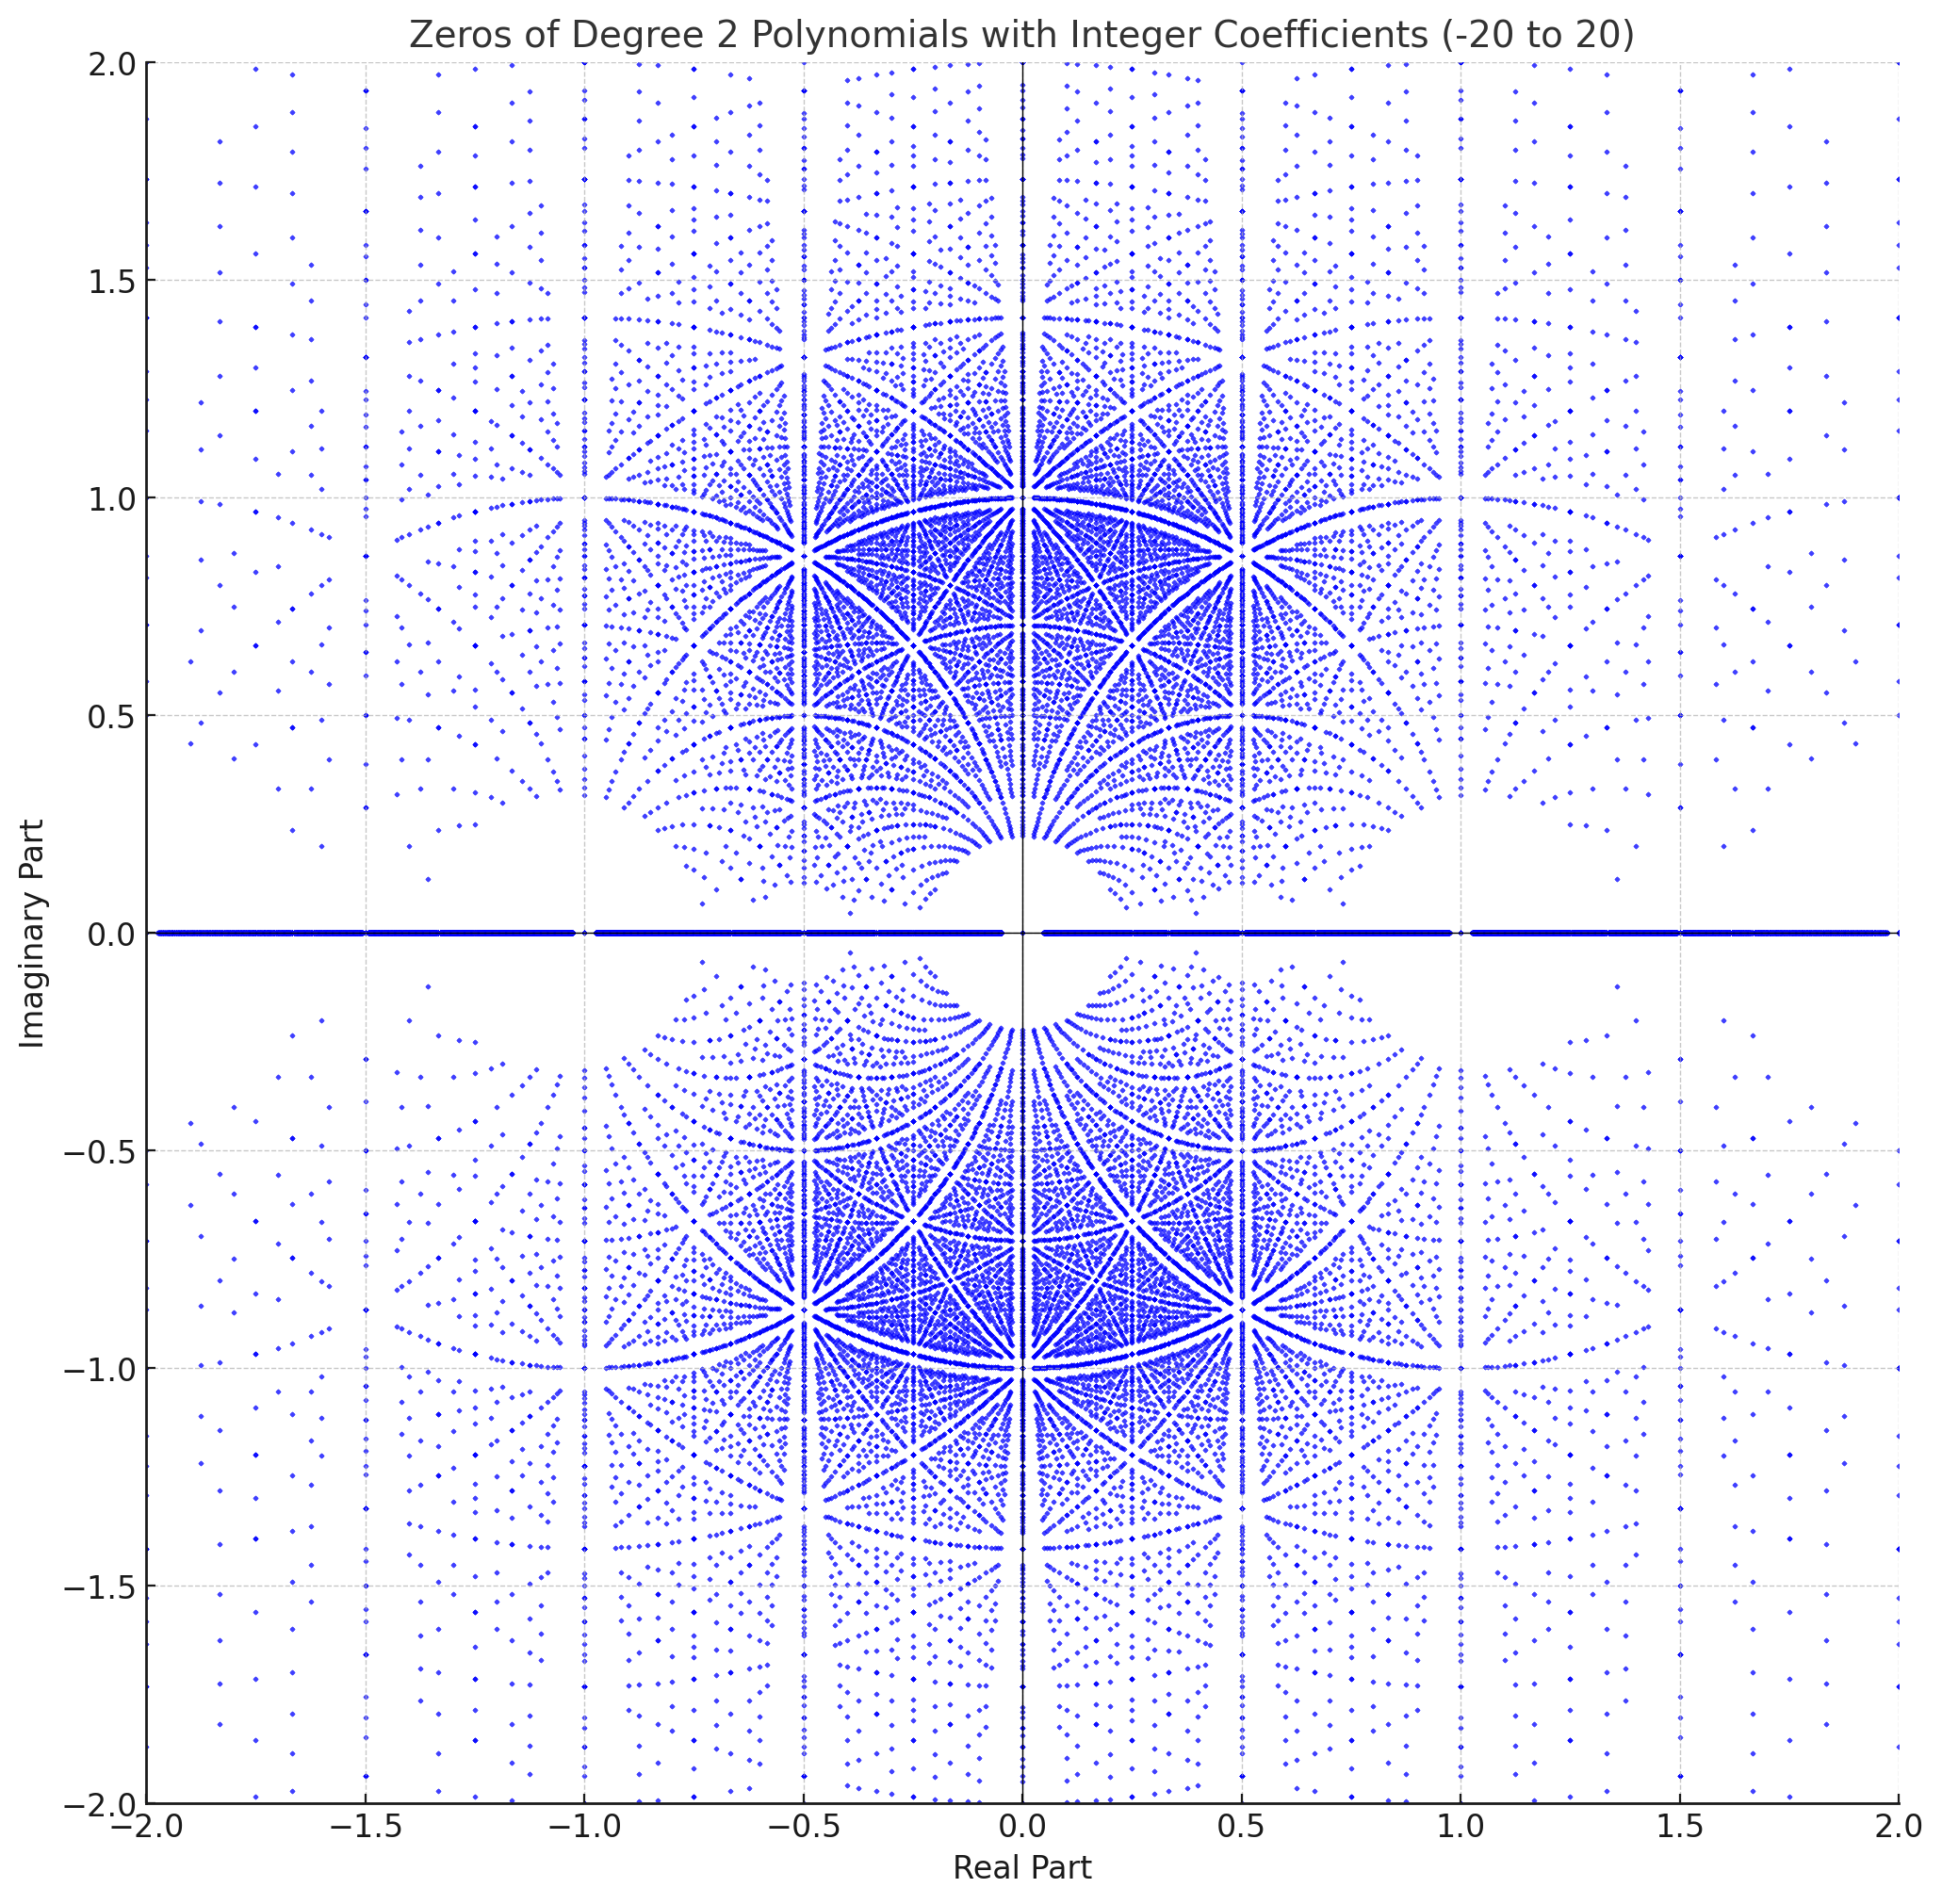 Zeros of Degree 2 Polynomials with Integer Coefficients (-20 to 20)
2.0
1.5
1.0
0.5
0.0
−0.5
−1.0
−1.5
−2.0
Imaginary Part
−2.0 −1.5 −1.0 −0.5 0.0 0.5 1.0 1.5 2.0
Real Part